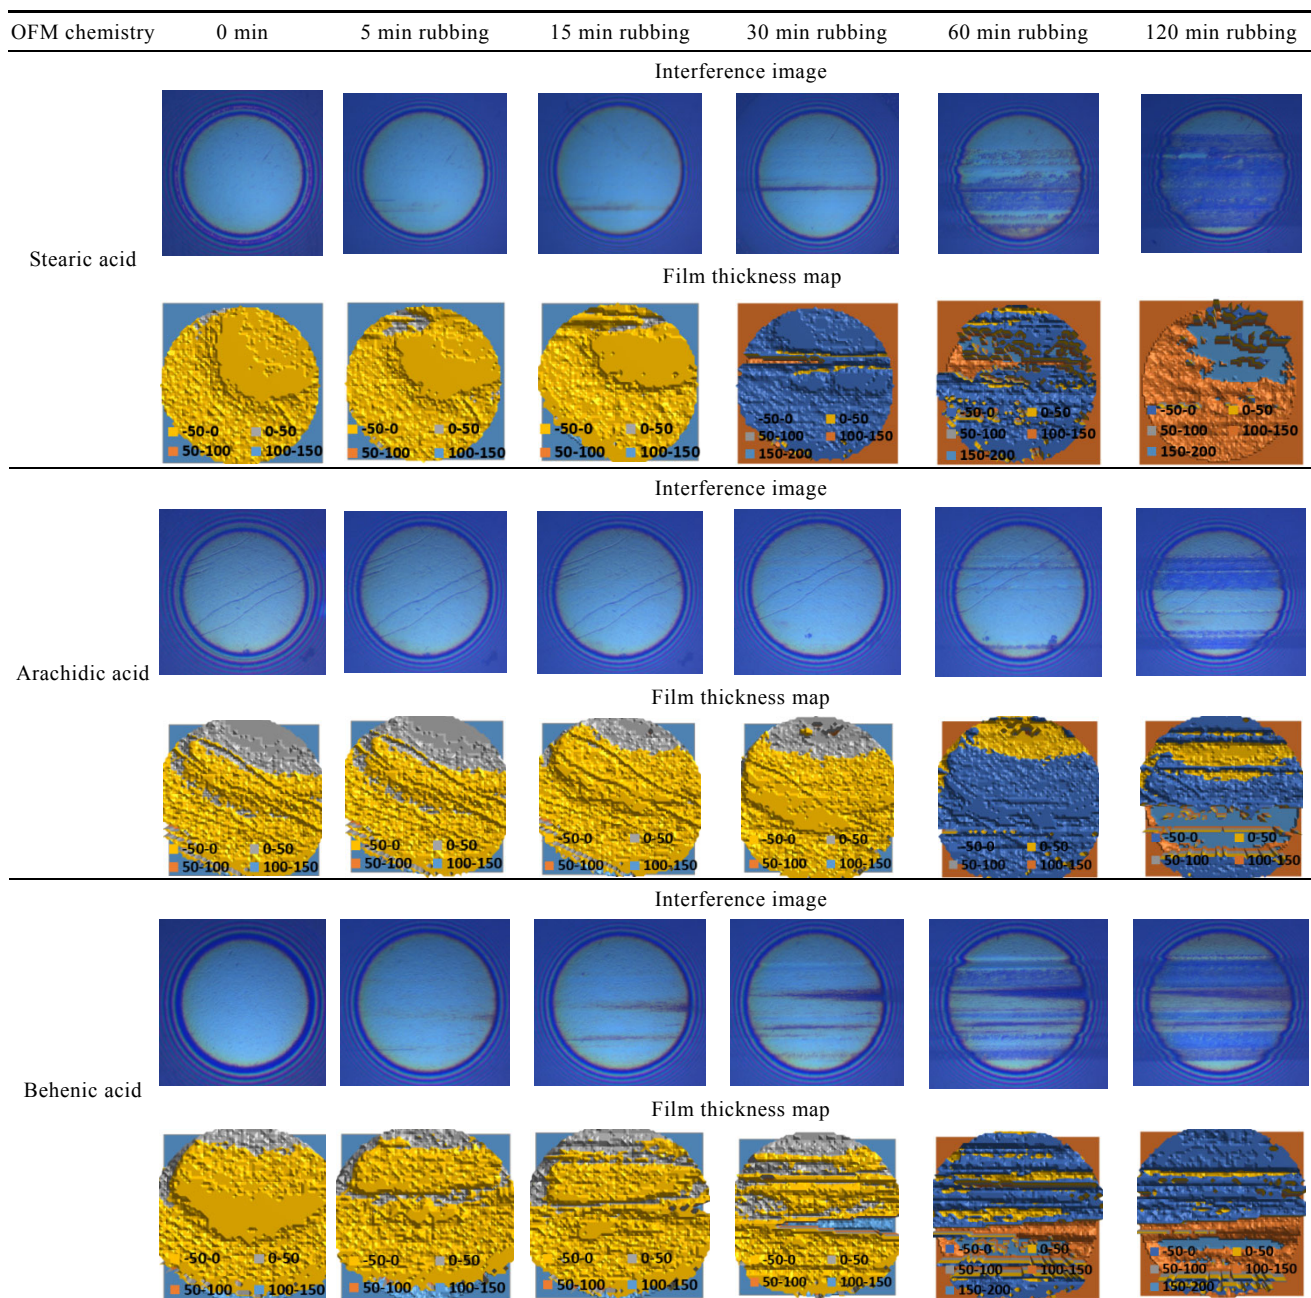 OFM chemistry 0 min 5 min rubbing 15 min rubbing 30 min rubbing 60 min rubbing 120 min rubbing
Interference image
Stearic acid
Film thickness map
-50-0 0-50 -50-0 0-50 -50-0 0-50 -50-0 0-50 -50-0 0-50 -50-0 0-50
50-100 100-150 50-100 100-150 50-100 100-150 50-100 100-150 50-100 100-150 50-100 100-150
150-200 150-200 150-200
Interference image
Arachidic acid
Film thickness map
-50-0 0-50 -50-0 0-50 -50-0 0-50 -50-0 0-50 -50-0 0-50 -50-0 0-50
50-100 100-150 50-100 100-150 50-100 100-150 50-100 100-150 50-100 100-150 50-100 100-150
Interference image
Behenic acid
Film thickness map
-50-0 0-50 -50-0 0-50 -50-0 0-50 -50-0 0-50 -50-0 0-50 -50-0 0-50
50-100 100-150 50-100 100-150 50-100 100-150 50-100 100-150 50-100 100-150 50-100 100-150
150-200 150-200